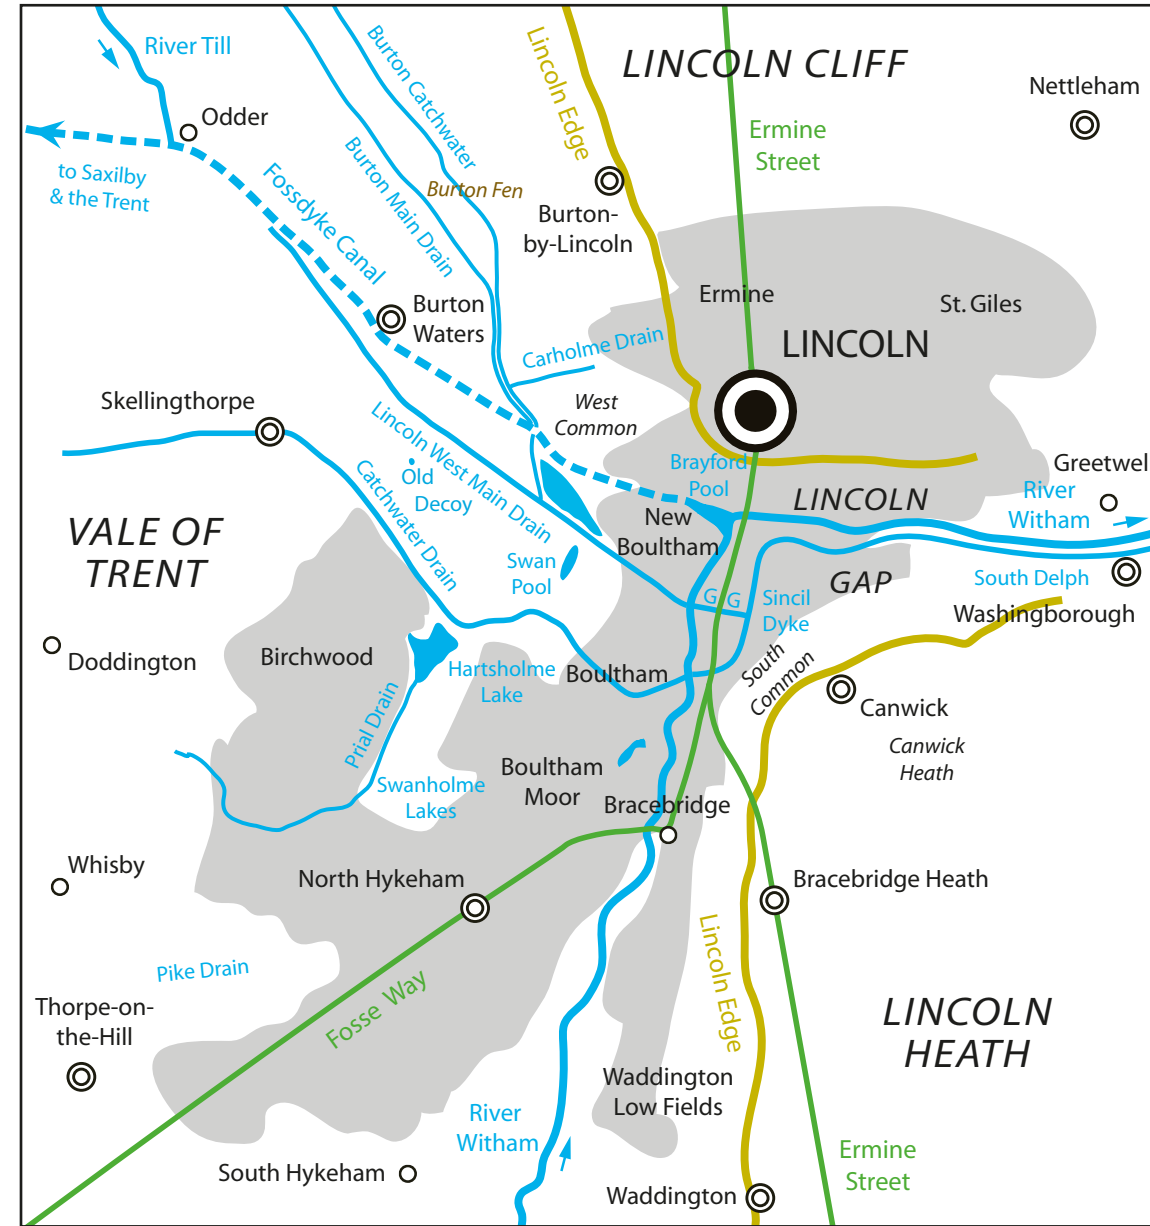 River Till
Burton Catchwater
Lincoln Edge
LINCOLN CLIFF
Nettleham
Odder
Ermine
Street
to Saxilby
& the Trent
Fossdyke Canal
Burton Main Drain
Burton Fen
Burton-
by-Lincoln
Ermine
St. Giles
Burton
Waters
Carholme Drain
LINCOLN
Skellingthorpe
West
Common
Lincoln West Main Drain
Old
Decoy
Catchwater Drain
Brayford
Pool
Greetwel
LINCOLN
River
Witham
VALE OF
TRENT
New
Boultham
Swan
Pool
GAP
South Delph
G
G
Sincil
Dyke
Washingborough
Doddington
Birchwood
Hartsholme
Lake
Boultham
South
Common
Canwick
Prial Drain
Canwick
Heath
Swanholme
Lakes
Boultham
Moor
Bracebridge
Whisby
North Hykeham
Bracebridge Heath
Pike Drain
Fosse Way
Lincoln Edge
Thorpe-on-
the-Hill
LINCOLN
HEATH
Waddington
Low Fields
River
Witham
Ermine
Street
South Hykeham
Waddington